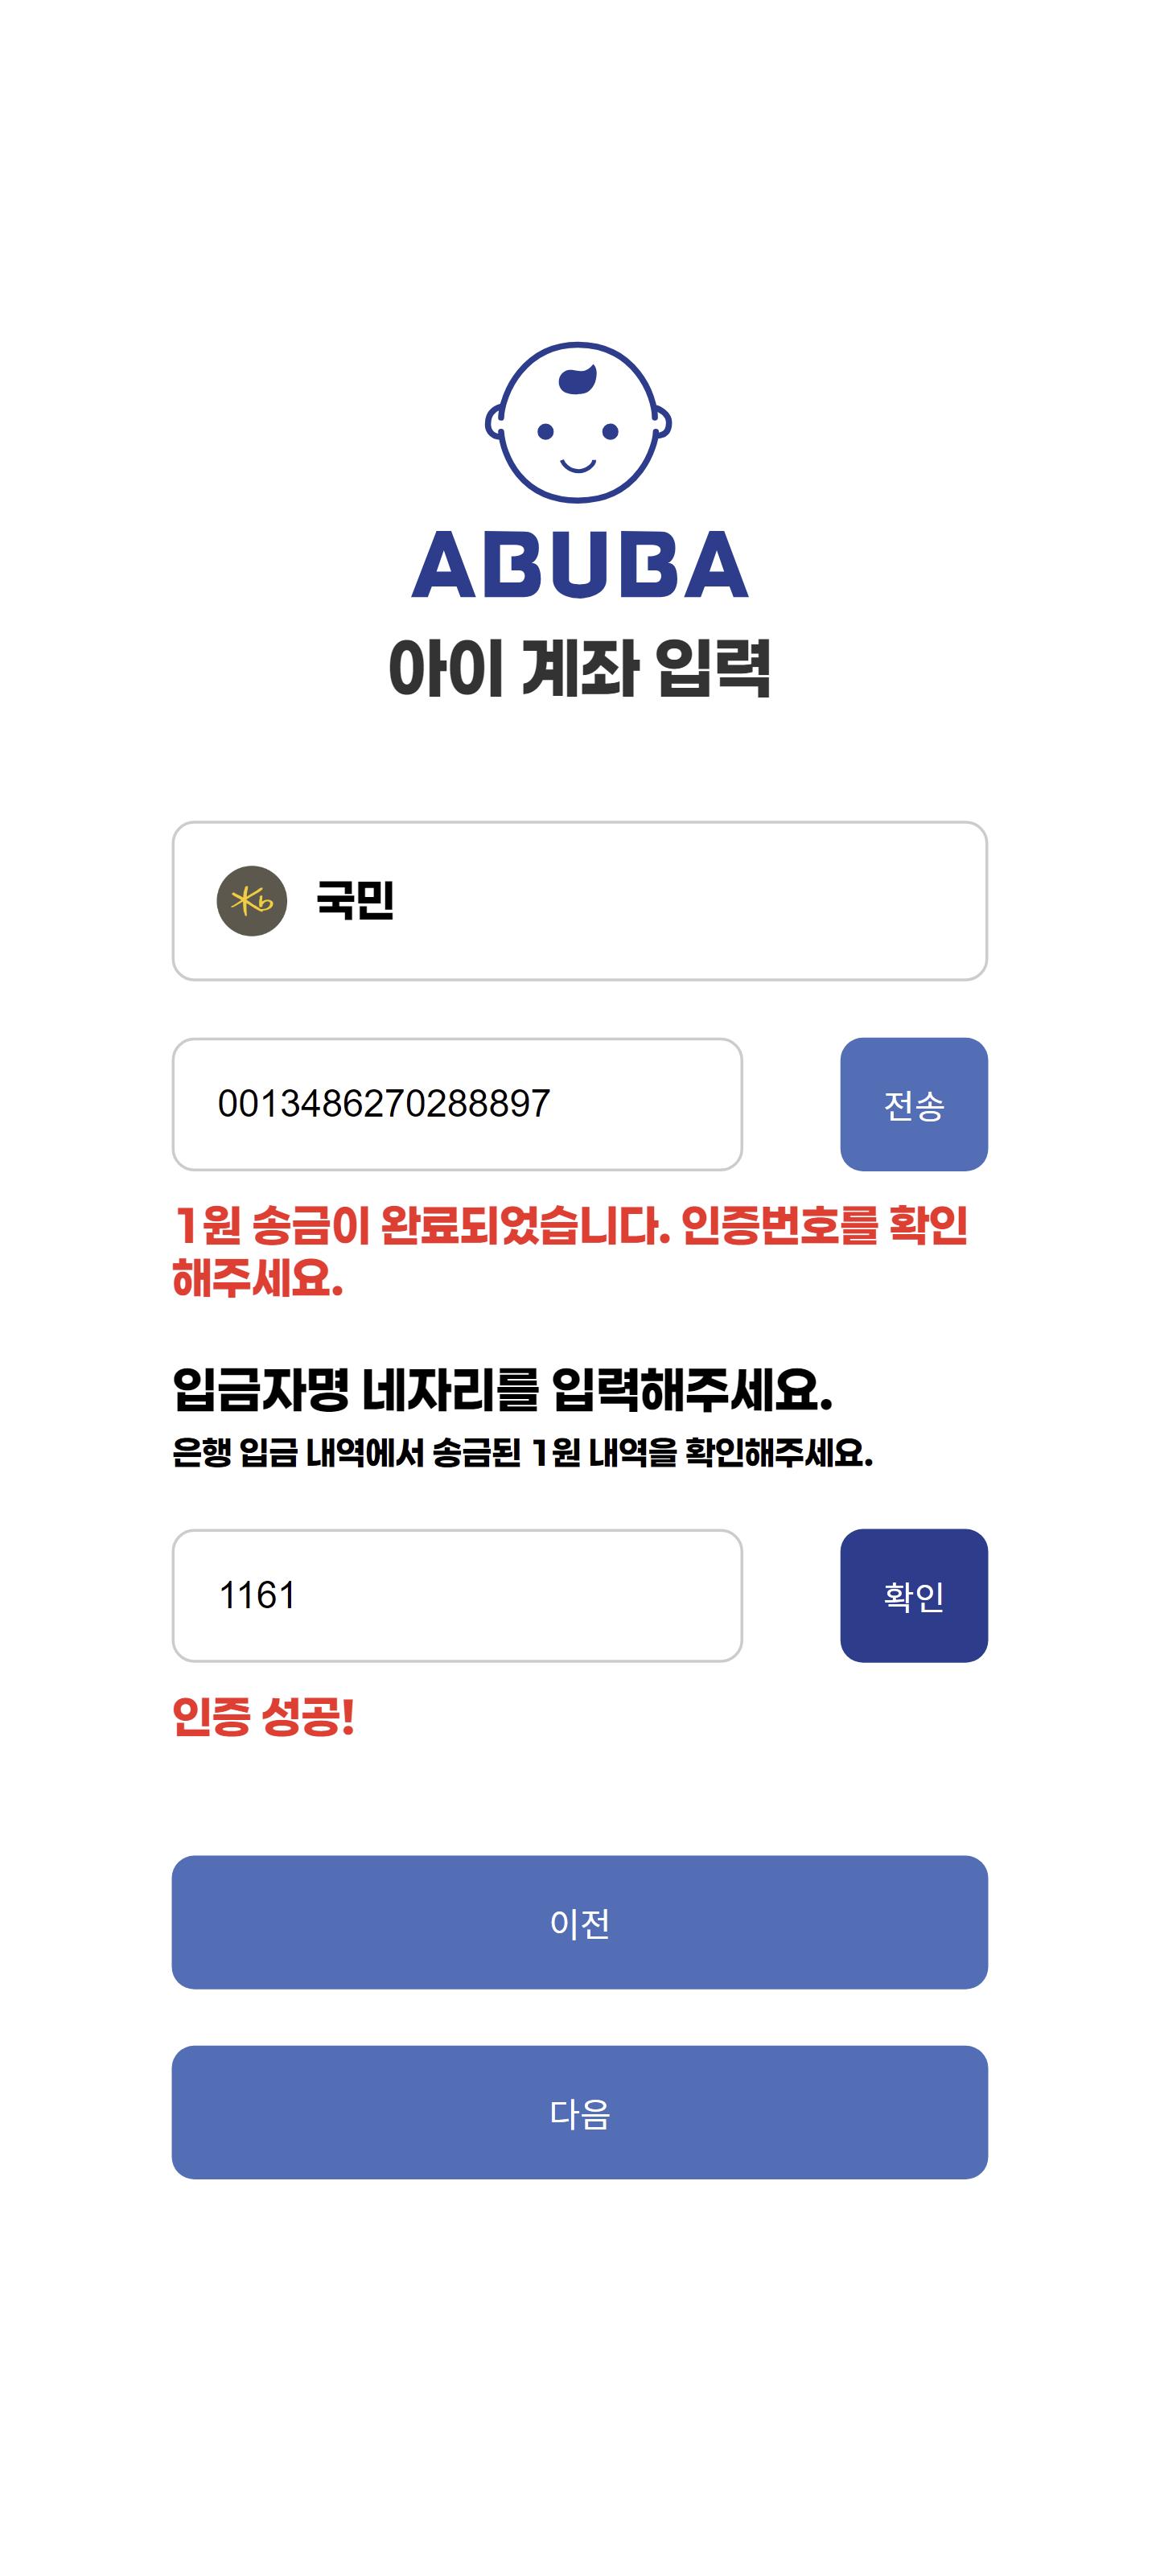 ABUBA
아이 계좌 입력
국민
0013486270288897
전송
1원 송금이 완료되었습니다. 인증번호를 확인
해주세요.
입금자명 네자리를 입력해주세요.
은행 입금 내역에서 송금된 1원 내역을 확인해주세요.
1161
확인
인증 성공!
이전
다음